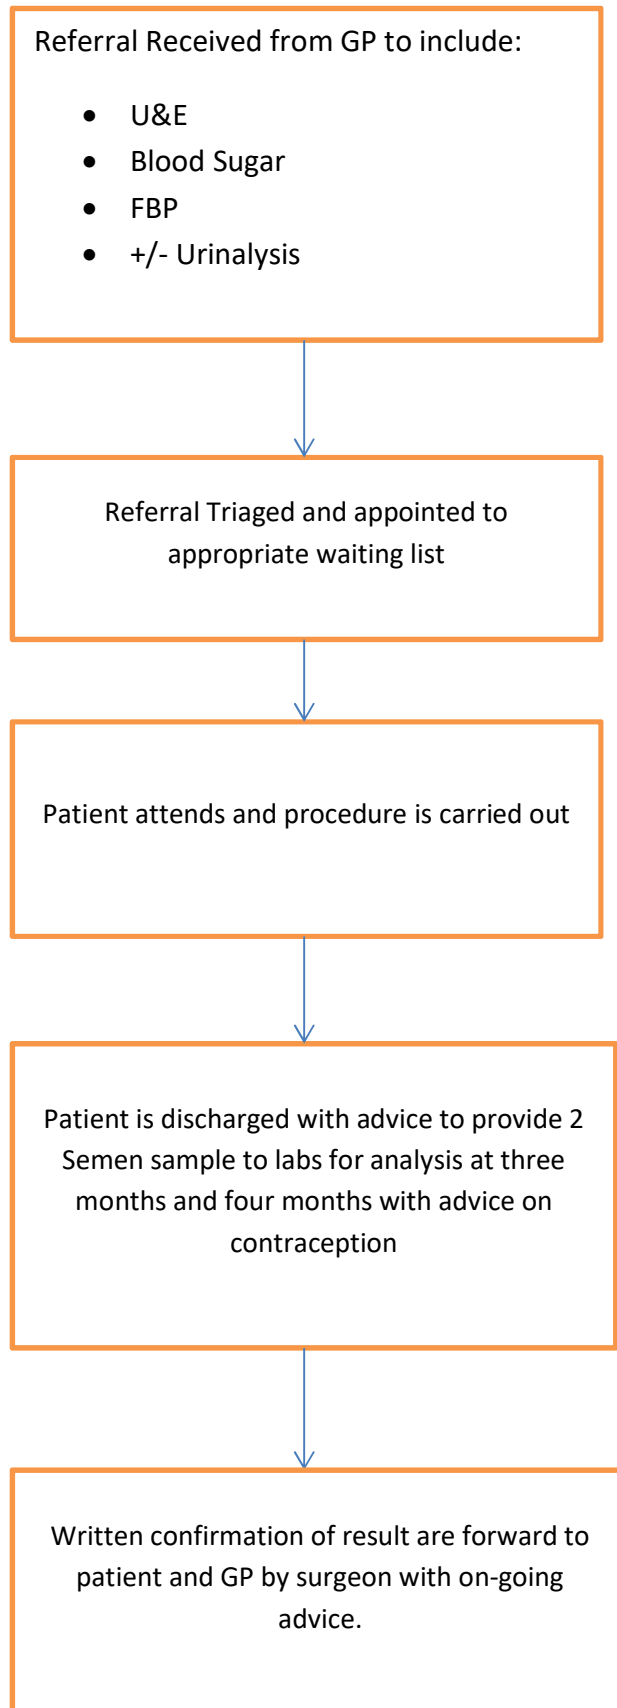 Referral Received from GP to include:
• U&E
• Blood Sugar
• FBP
• +/- Urinalysis
Referral Triaged and appointed to
appropriate waiting list
Patient attends and procedure is carried out
Patient is discharged with advice to provide 2
Semen sample to labs for analysis at three
months and four months with advice on
contraception
Written confirmation of result are forward to
patient and GP by surgeon with on-going
advice.